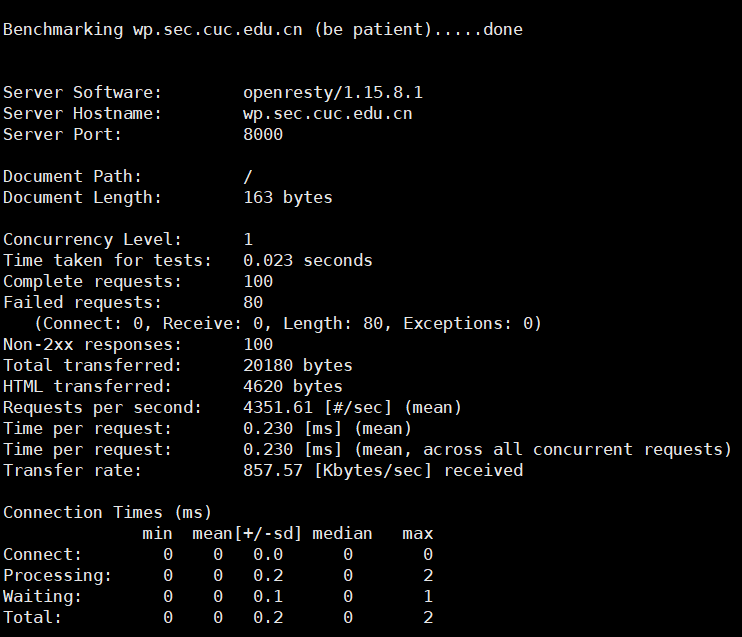 Benchmarking wp.sec.cuc.edu.cn (be patient).....done
Server Software:        openresty/1.15.8.1
Server Hostname:        wp.sec.cuc.edu.cn
Server Port:            8000
Document Path:          /
Document Length:        163 bytes
Concurrency Level:      1
Time taken for tests:   0.023 seconds
Complete requests:      100
Failed requests:        80
   (Connect: 0, Receive: 0, Length: 80, Exceptions: 0)
Non-2xx responses:      100
Total transferred:      20180 bytes
HTML transferred:       4620 bytes
Requests per second:    4351.61 [#/sec] (mean)
Time per request:       0.230 [ms] (mean)
Time per request:       0.230 [ms] (mean, across all concurrent requests)
Transfer rate:          857.57 [Kbytes/sec] received
Connection Times (ms)
              min  mean[+/-sd] median   max
Connect:        0    0   0.0      0       0
Processing:     0    0   0.2      0       2
Waiting:        0    0   0.1      0       1
Total:          0    0   0.2      0       2